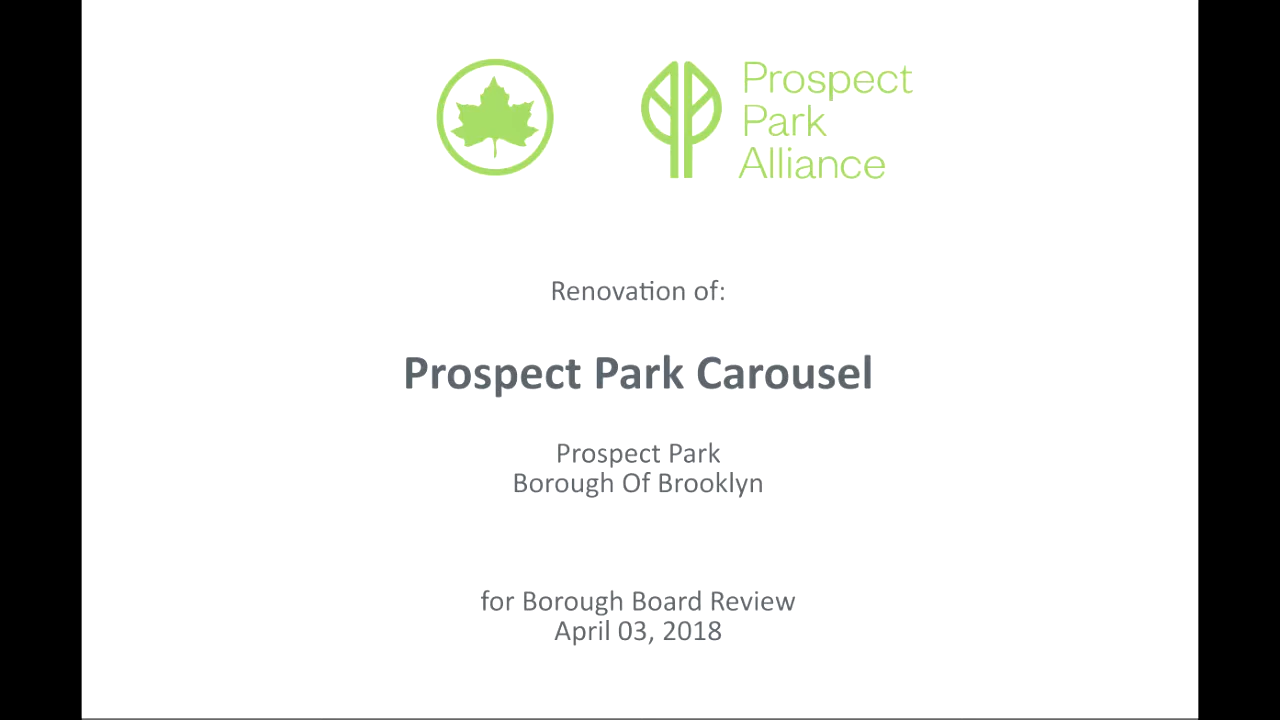 Prospect
Park
Alliance
Renovation of:
Prospect Park Carousel
Prospect Park
Borough Of Brooklyn
for Borough Board Review
April 03, 2018